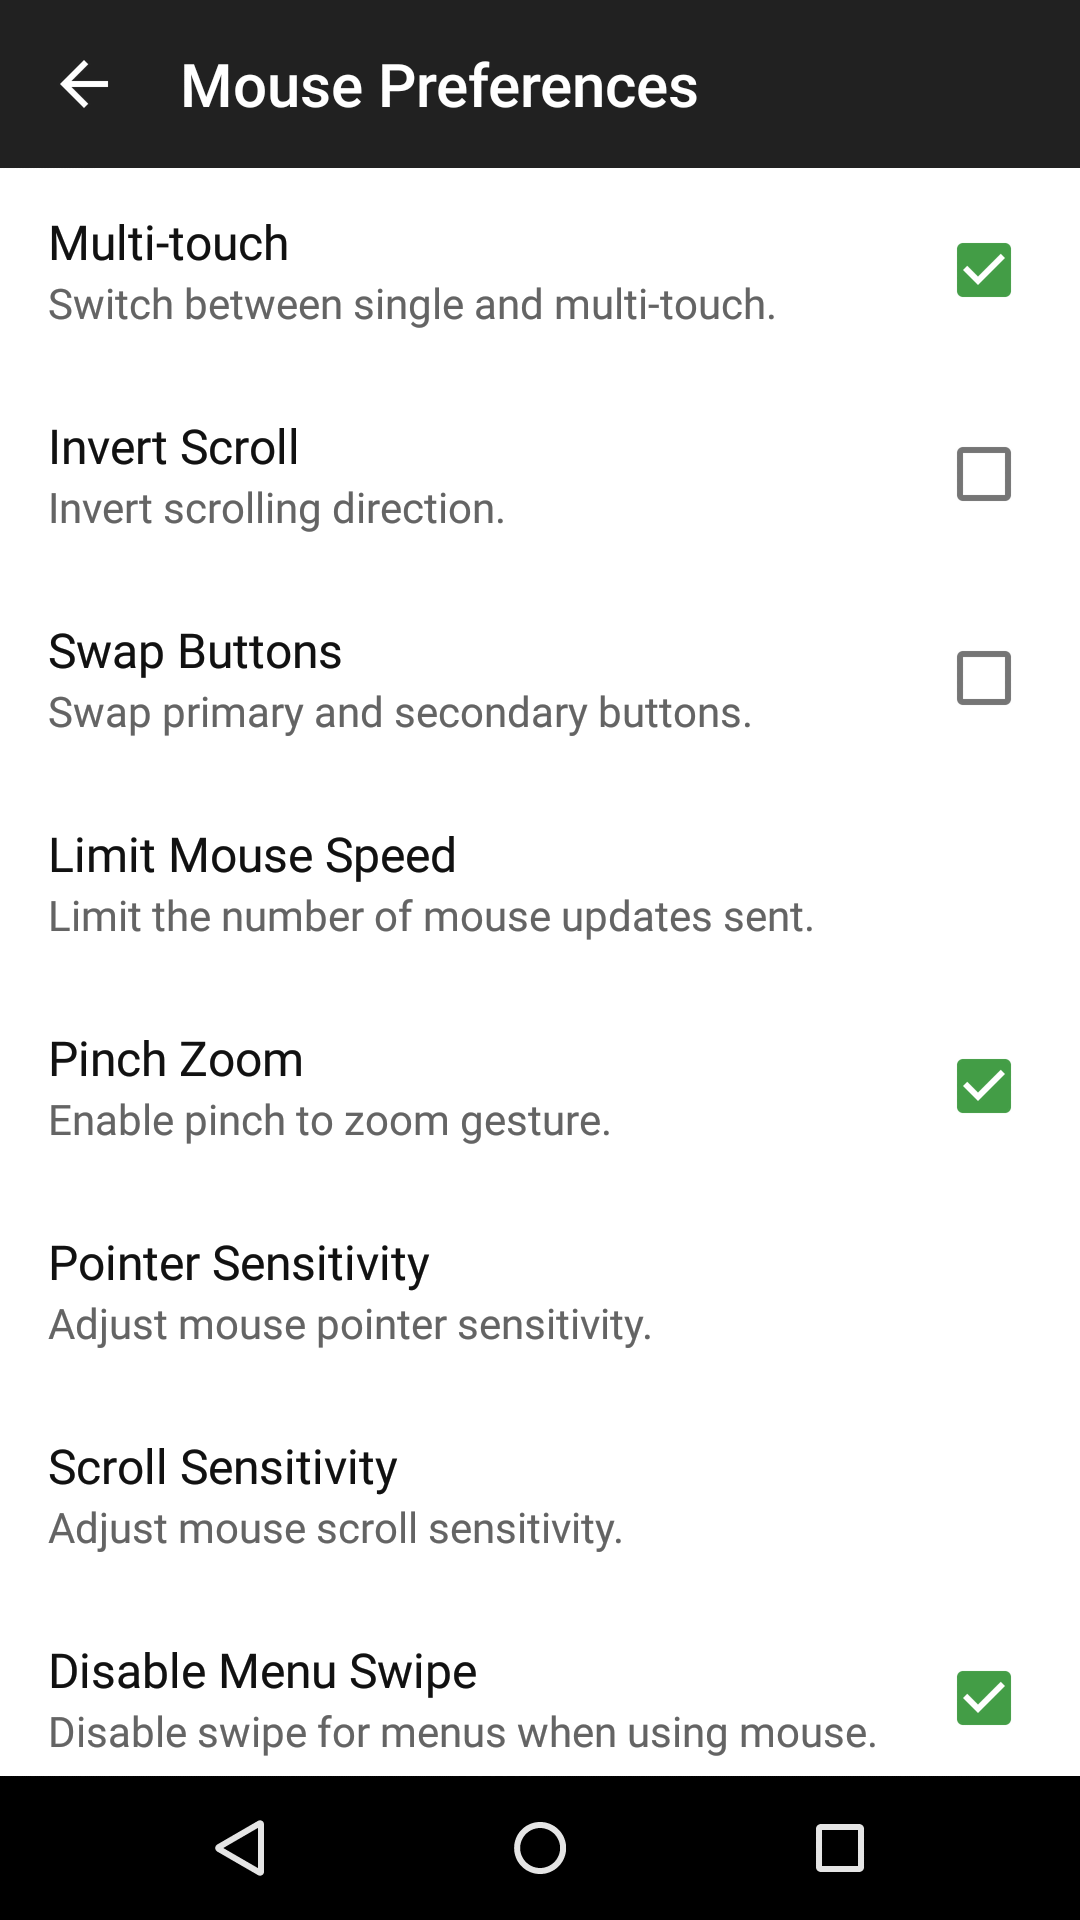 Mouse Preferences
Multi-touch
Switch between single and multi-touch.
Invert Scroll
Invert scrolling direction.
Swap Buttons
Swap primary and secondary buttons.
Limit Mouse Speed
Limit the number of mouse updates sent.
Pinch Zoom
Enable pinch to zoom gesture.
Pointer Sensitivity
Adjust mouse pointer sensitivity.
Scroll Sensitivity
Adjust mouse scroll sensitivity.
Disable Menu Swipe
Disable swipe for menus when using mouse.